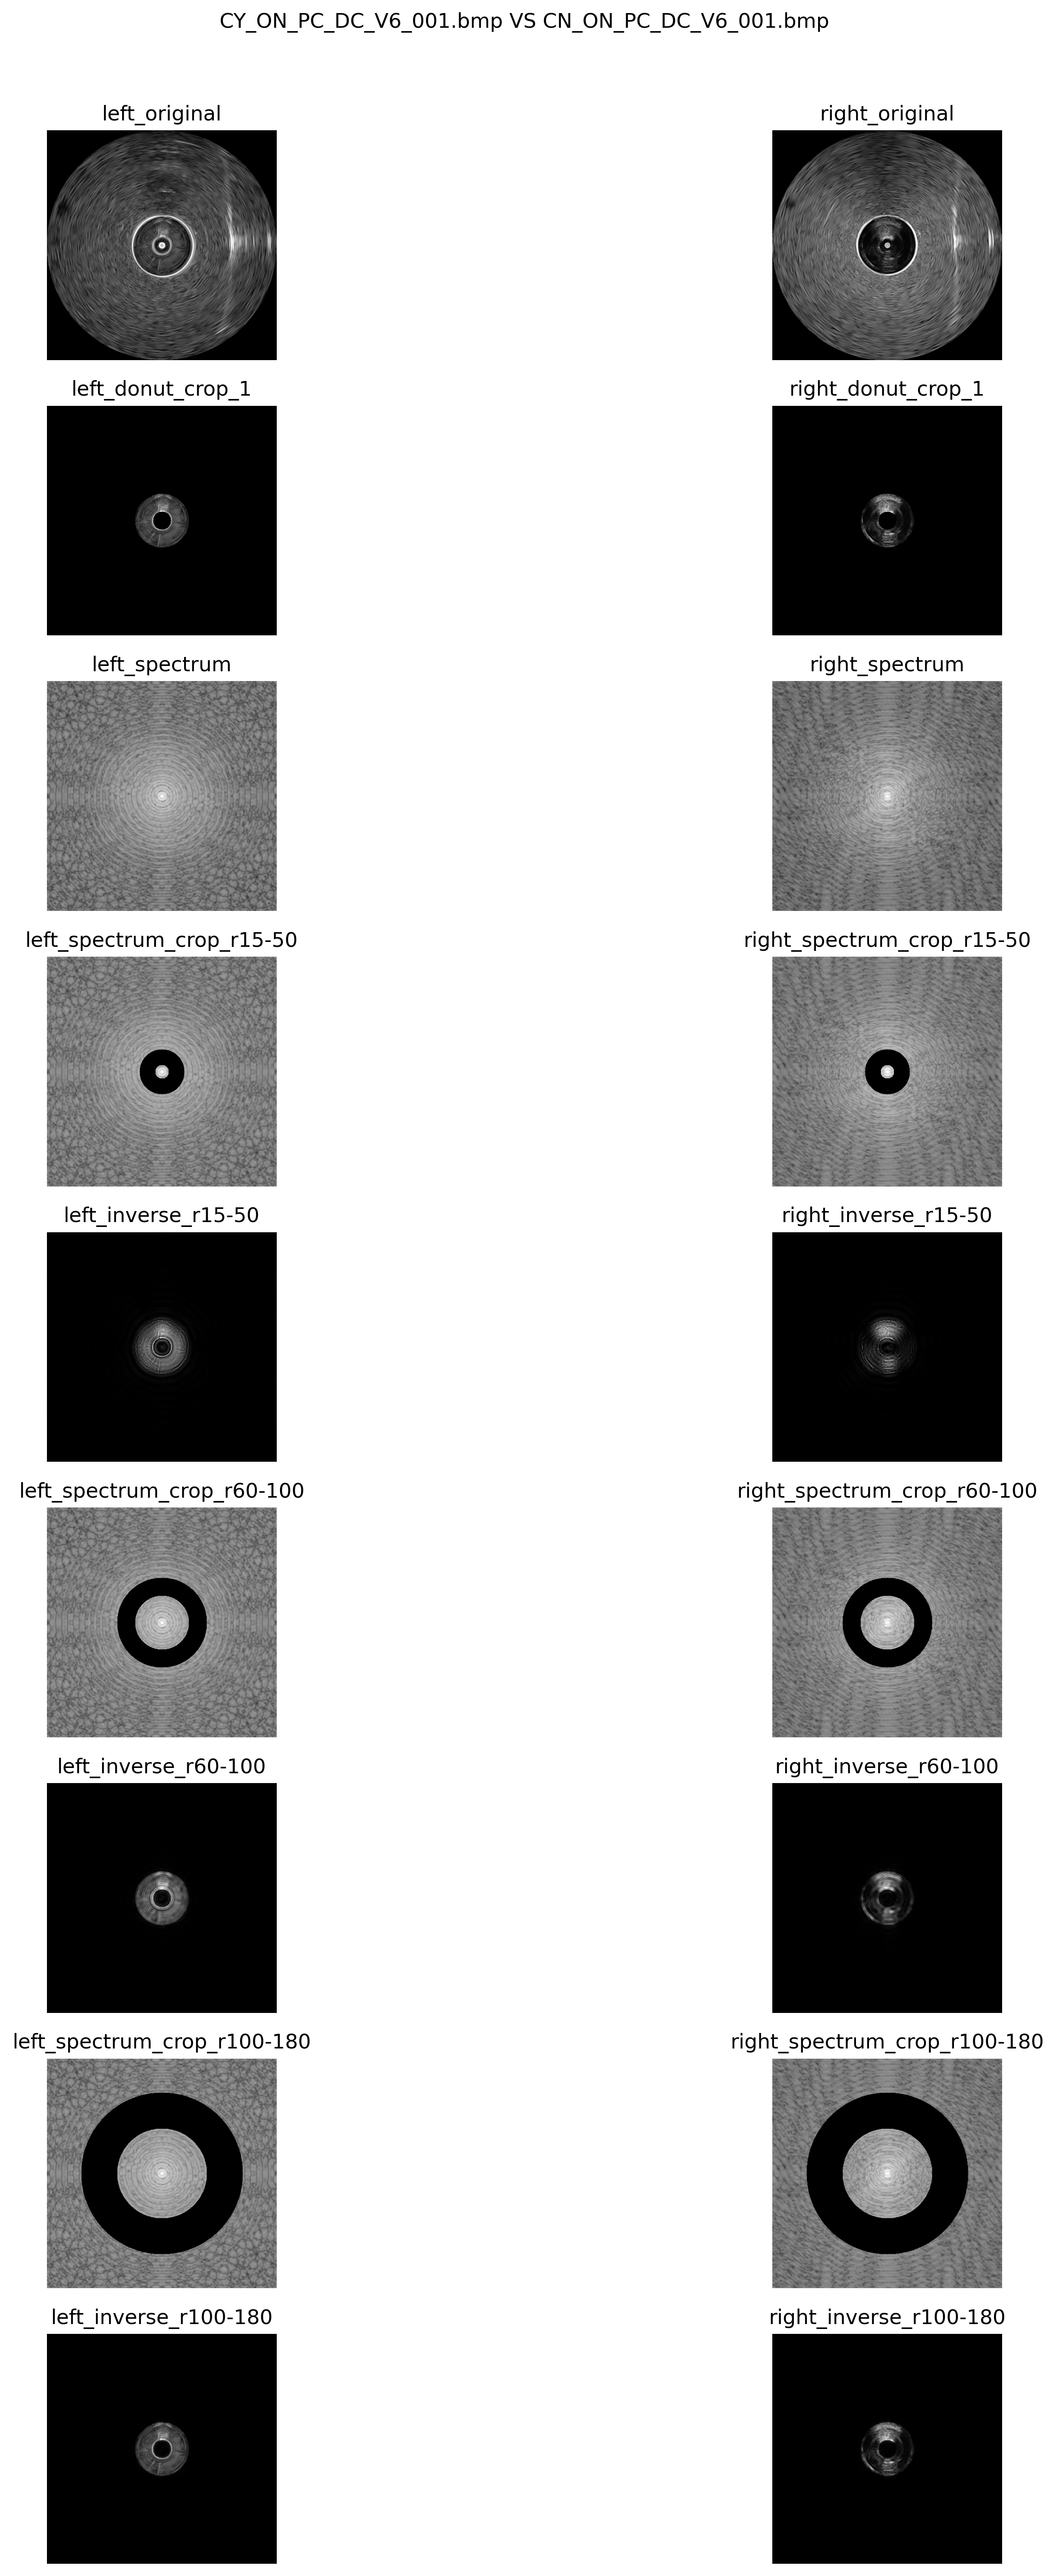 CY_ON_PC_DC_V6_001.bmp VS CN_ON_PC_DC_V6_001.bmp
left_original
right_original
left_donut_crop_1
right_donut_crop_1
left_spectrum
right_spectrum
left_spectrum_crop_r15-50
right_spectrum_crop_r15-50
left_inverse_r15-50
right_inverse_r15-50
left_spectrum_crop_r60-100
right_spectrum_crop_r60-100
left_inverse_r60-100
right_inverse_r60-100
left_spectrum_crop_r100-180
right_spectrum_crop_r100-180
left_inverse_r100-180
right_inverse_r100-180